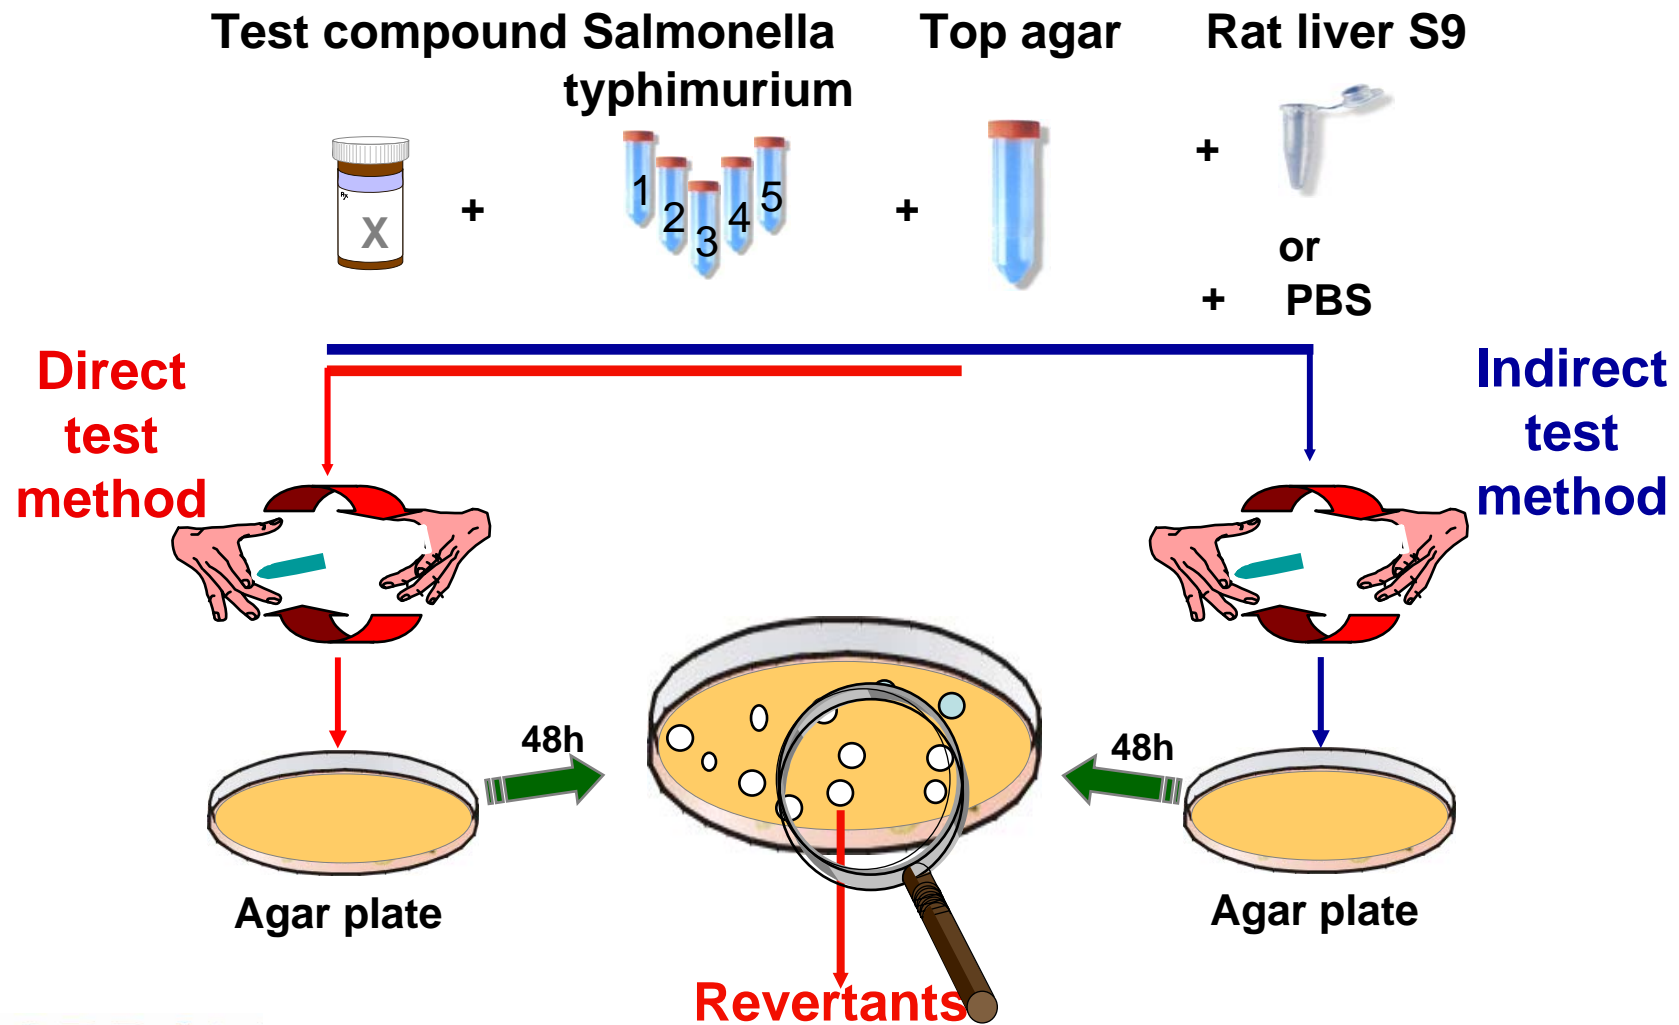 Test compound Salmonella typhimurium Top agar Rat liver S9
X
+
1 2 3 4 5
+
+
or
+ PBS
Direct
test
method
Indirect
test
method
48h
48h
Agar plate
Agar plate
Revertants